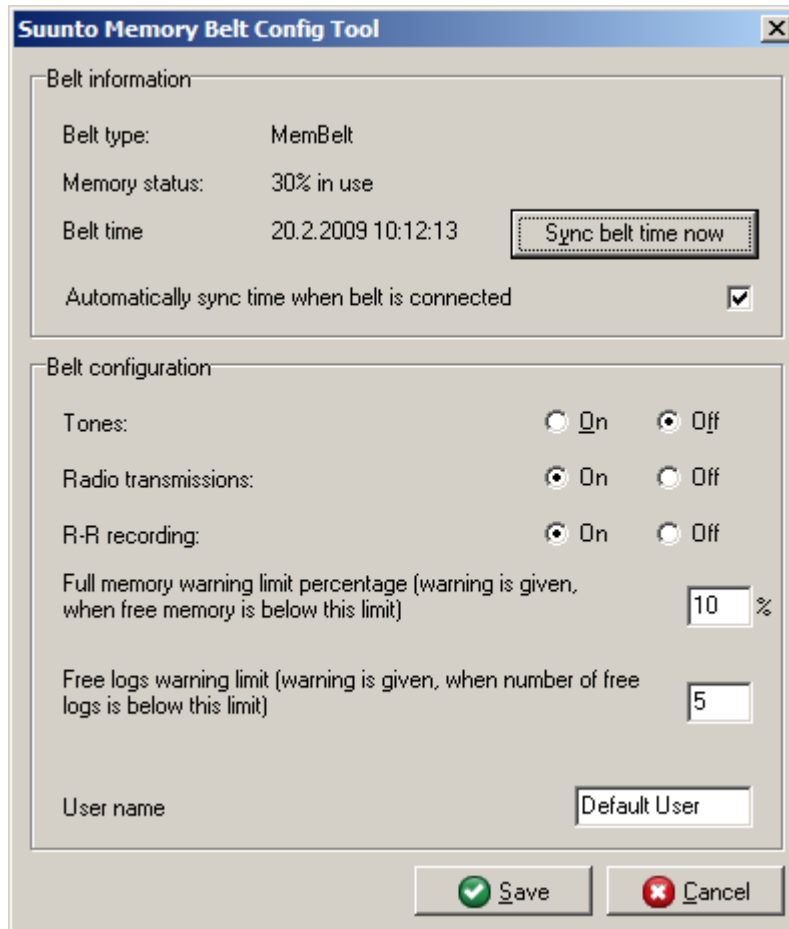 Suunto Memory Belt Config Tool
Belt information
Belt type: MemBelt
Memory status: 30% in use
Belt time 20.2.2009 10:12:13 Sync belt time now
Automatically sync time when belt is connected
Belt configuration
Tones: On Off
Radio transmissions: On Off
R-R recording: On Off
Full memory warning limit percentage (warning is given,
when free memory is below this limit) 10 %
Free logs warning limit (warning is given, when number of free
logs is below this limit) 5
User name Default User
Save Cancel